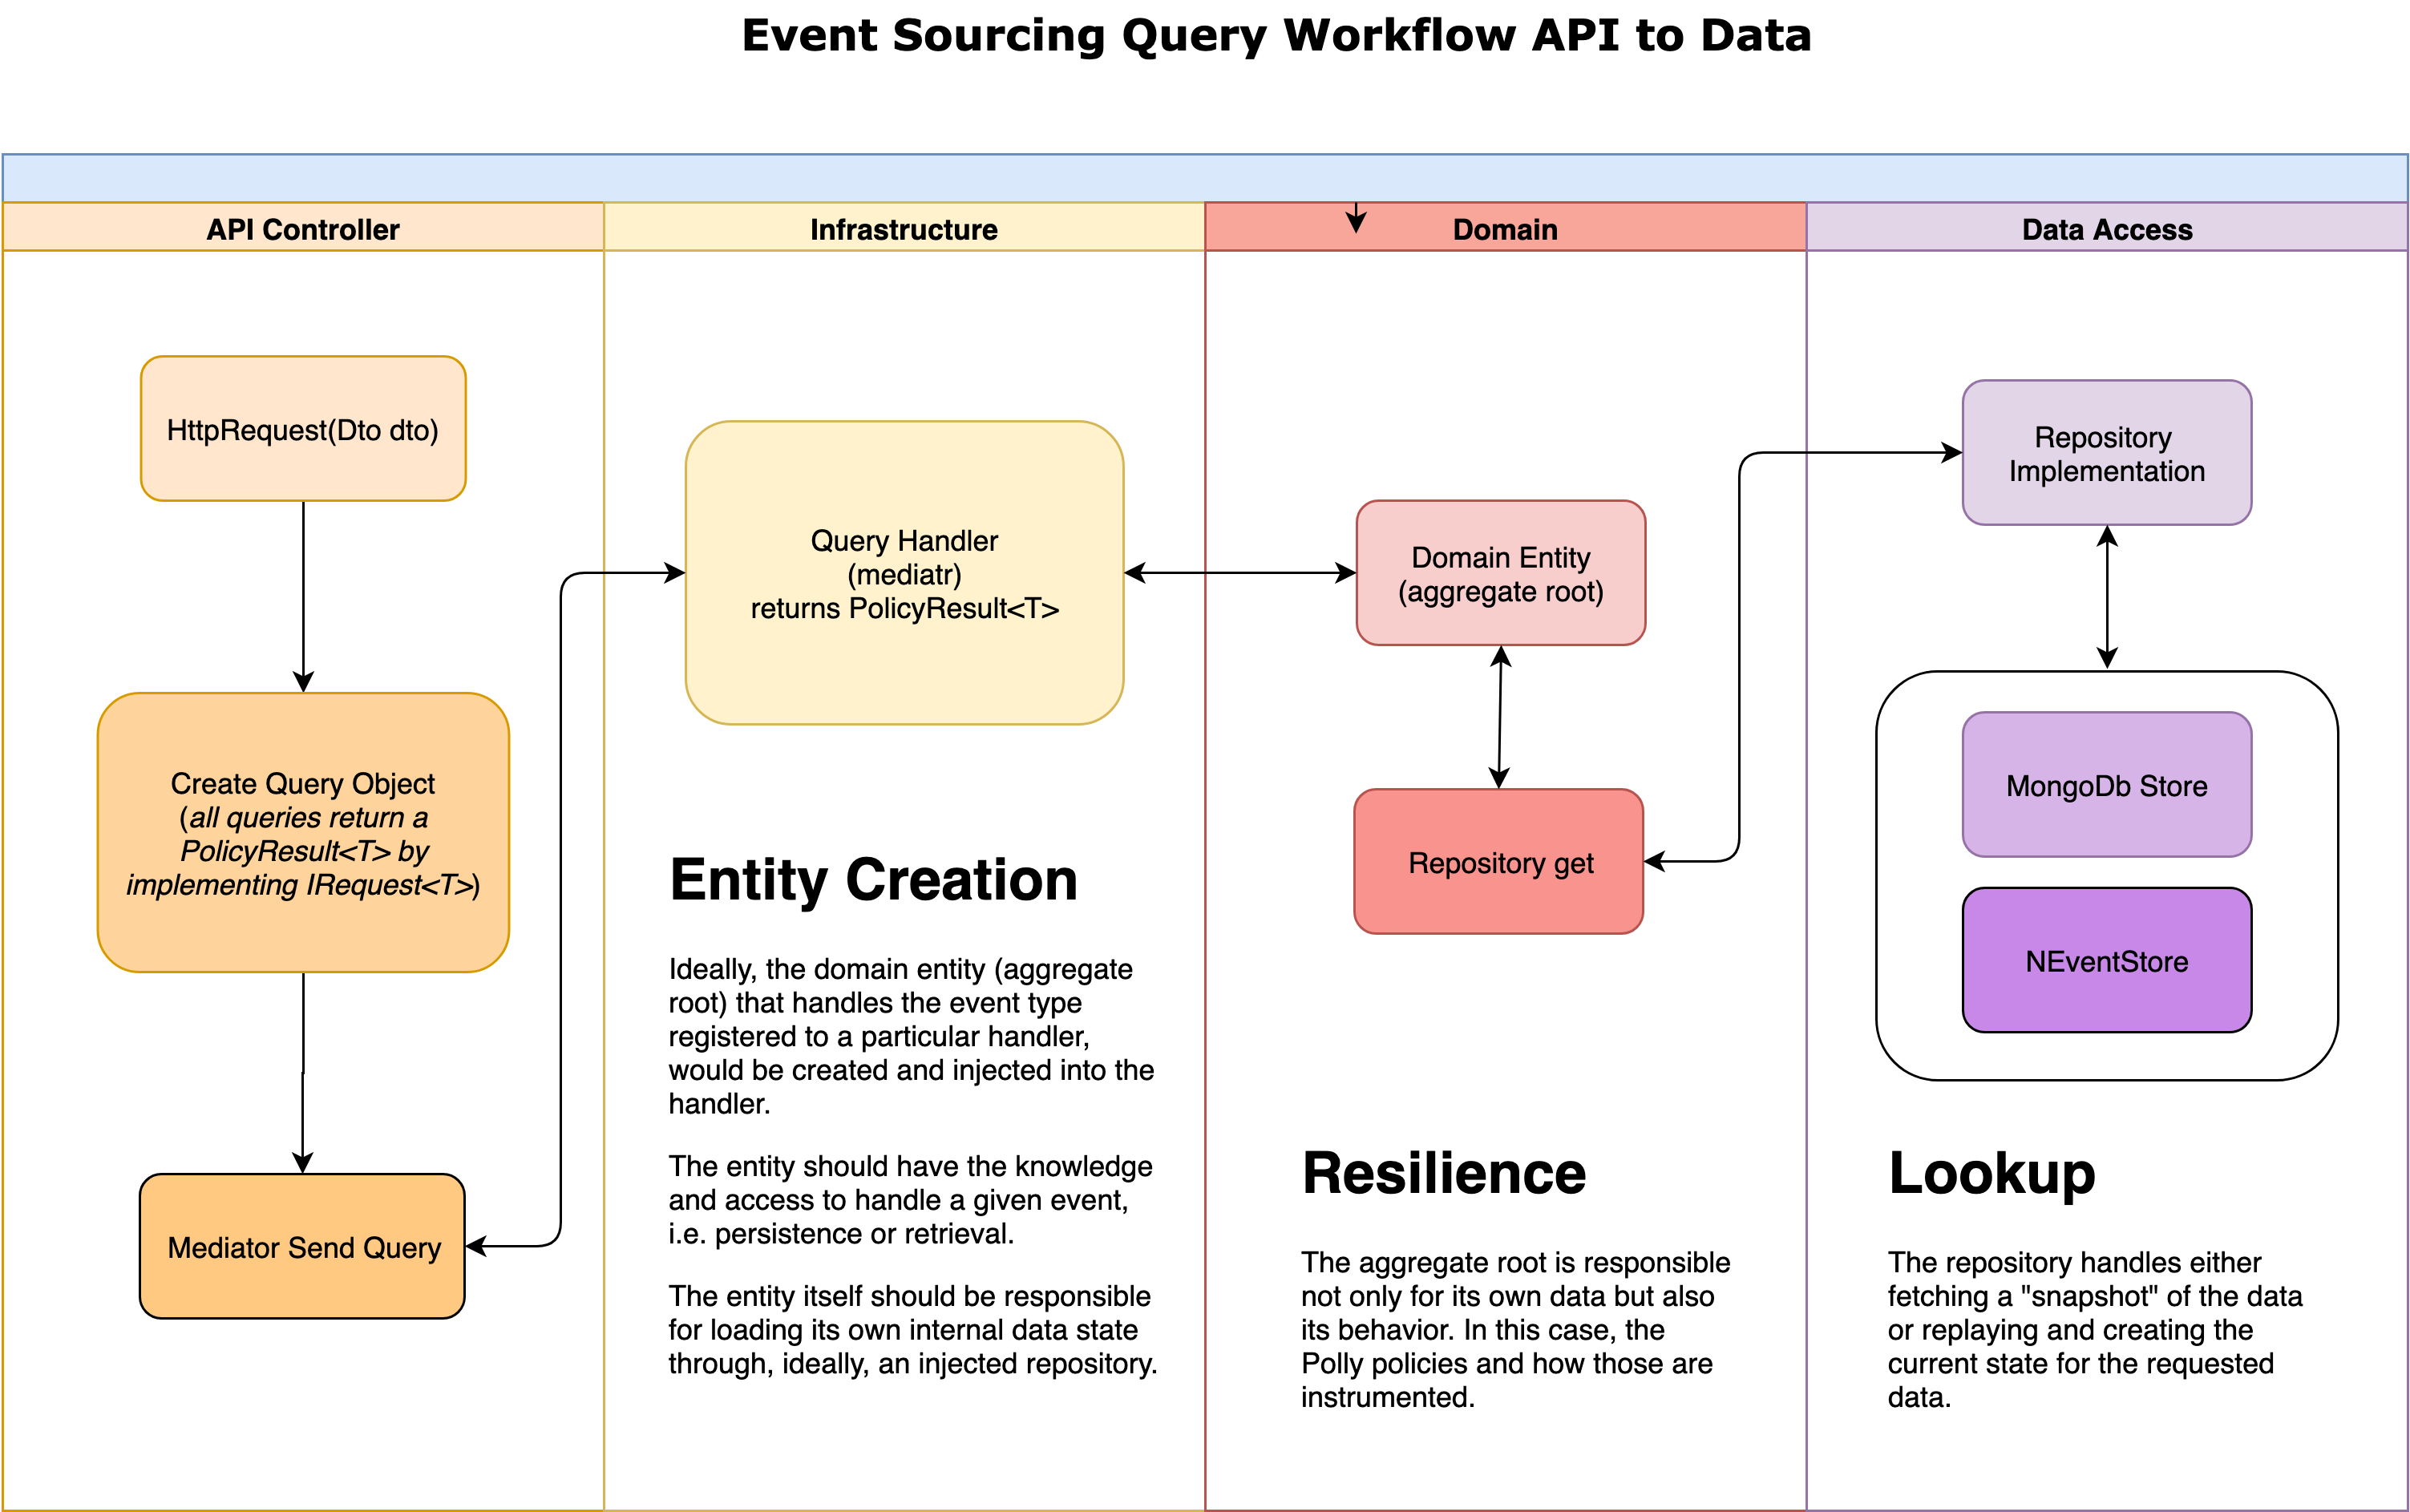 Event Sourcing Query Workflow API to Data
API Controller
Infrastructure
Domain
Data Access
HttpRequest(Dto dto)
Create Query Object
(all queries return a
PolicyResult<T> by
implementing IRequest<T>)
Mediator Send Query
Query Handler
(mediatr)
returns PolicyResult<T>
Entity Creation
Ideally, the domain entity (aggregate
root) that handles the event type
registered to a particular handler,
would be created and injected into the
handler.
The entity should have the knowledge
and access to handle a given event,
i.e. persistence or retrieval.
The entity itself should be responsible
for loading its own internal data state
through, ideally, an injected repository.
Domain Entity
(aggregate root)
Repository get
Resilience
The aggregate root is responsible
not only for its own data but also
its behavior. In this case, the
Polly policies and how those are
instrumented.
Repository
Implementation
MongoDb Store
NEventStore
Lookup
The repository handles either
fetching a "snapshot" of the data
or replaying and creating the
current state for the requested
data.